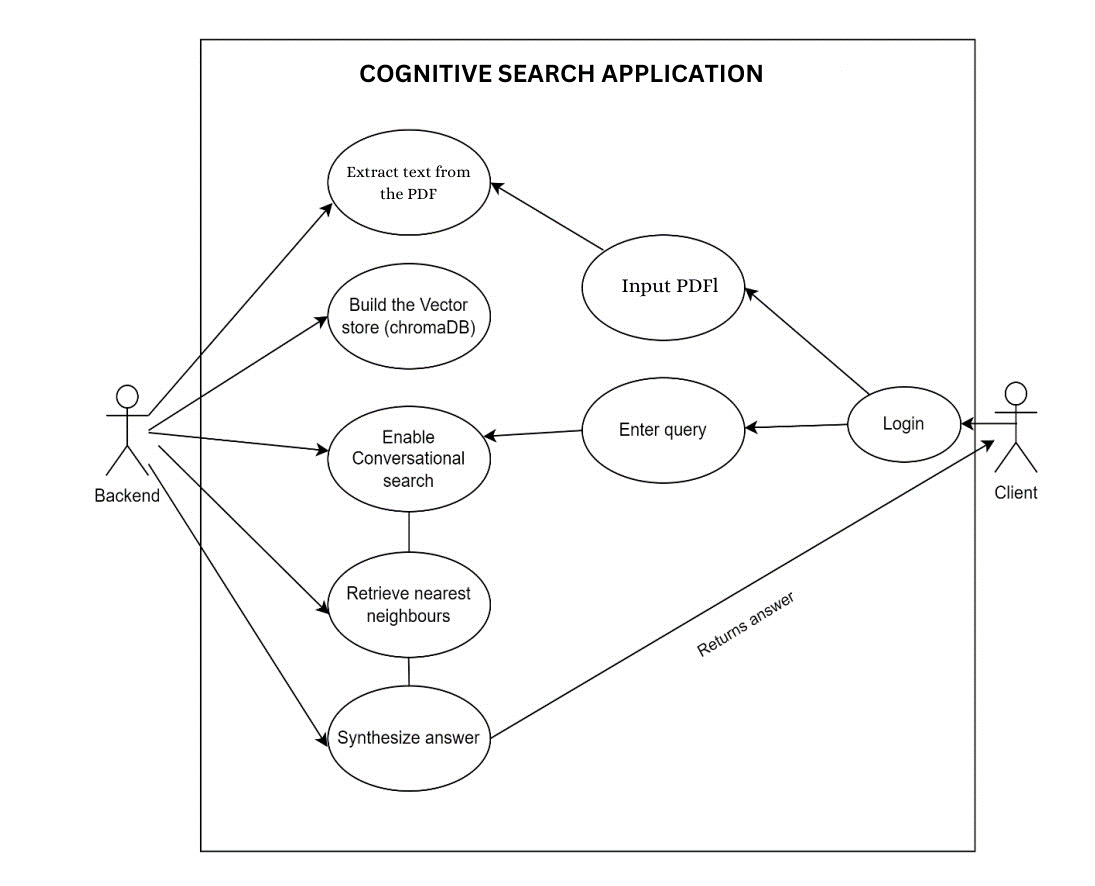 COGNITIVE SEARCH APPLICATION
Extract text from
the PDF
Input PDFl
Build the Vector
store (chromaDB)
Enable
Conversational
search
Enter query
Login
Backend
Client
Retrieve nearest
neighbours
Returns answer
Synthesize answer